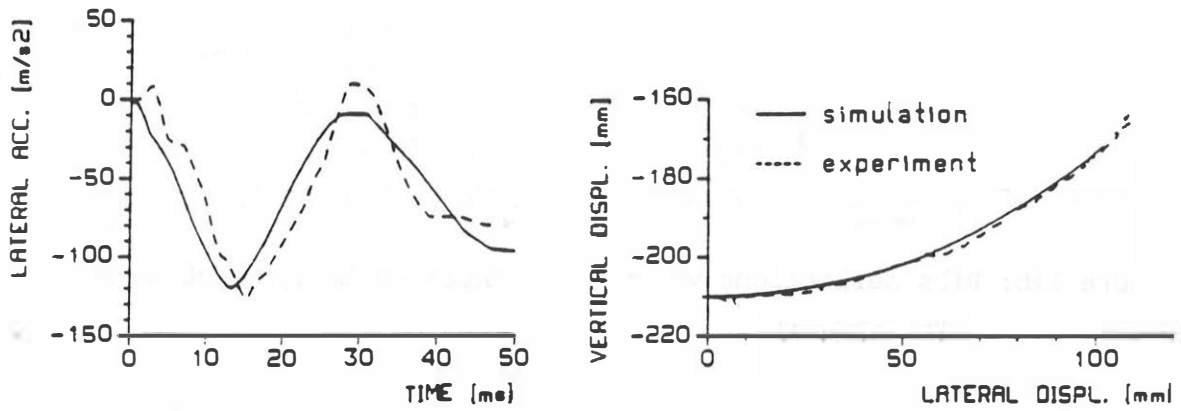 LATERAL ACC. [m/s2]
50
0
-50
-100
-150
0 10 20 30 40 50
TIME [ms]
VERTICAL DISPL. [mm]
-160
-180
-200
-220
simulation
experiment
0 50 100
LATERAL DISPL. [mm]